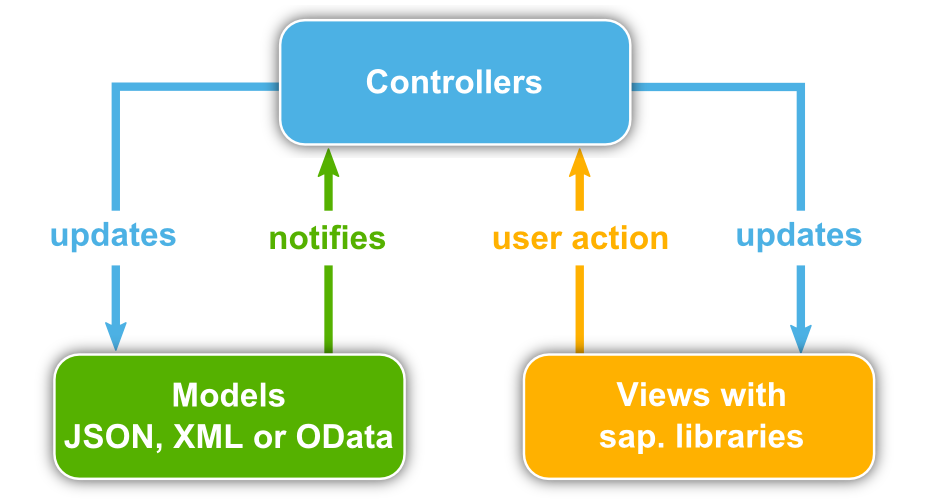 Controllers
updates
notifies
user action
updates
Models
JSON, XML or OData
Views with
sap. libraries